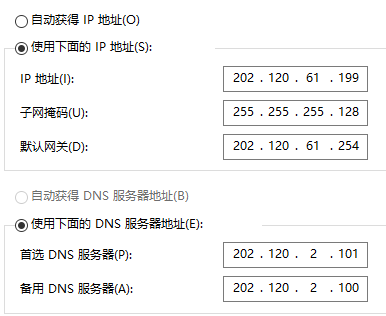 自动获得 IP 地址(O)
使用下面的 IP 地址(S):
IP 地址(I): 202 . 120 . 61 . 199
子网掩码(U): 255 . 255 . 255 . 128
默认网关(D): 202 . 120 . 61 . 254
自动获得 DNS 服务器地址(B)
使用下面的 DNS 服务器地址(E):
首选 DNS 服务器(P): 202 . 120 . 2 . 101
备用 DNS 服务器(A): 202 . 120 . 2 . 100